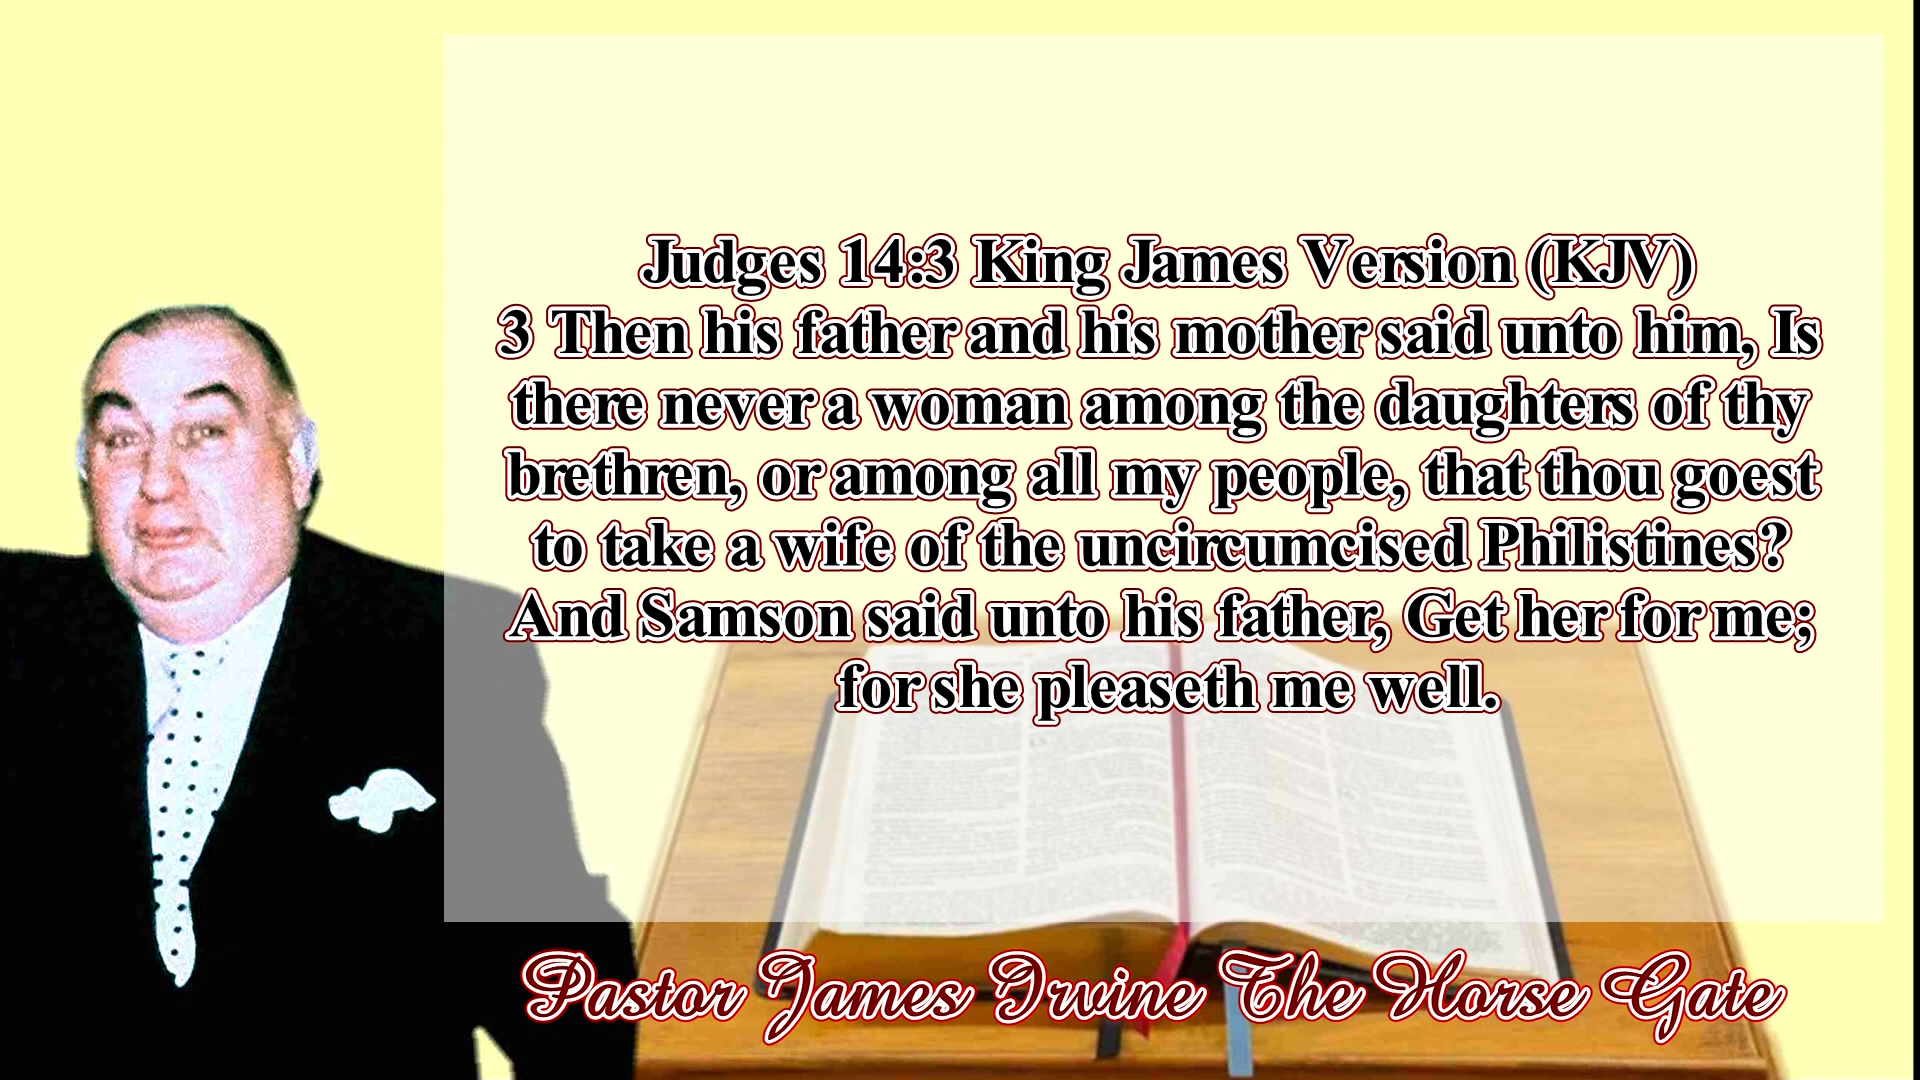 Judges 14:3 King James Version (KJV)
3 Then his father and his mother said unto him, Is
there never a woman among the daughters of thy
brethren, or among all my people, that thou goest
to take a wife of the uncircumcised Philistines?
And Samson said unto his father, Get her for me;
for she pleaseth me well.
Pastor James Irvine The Horse Gate